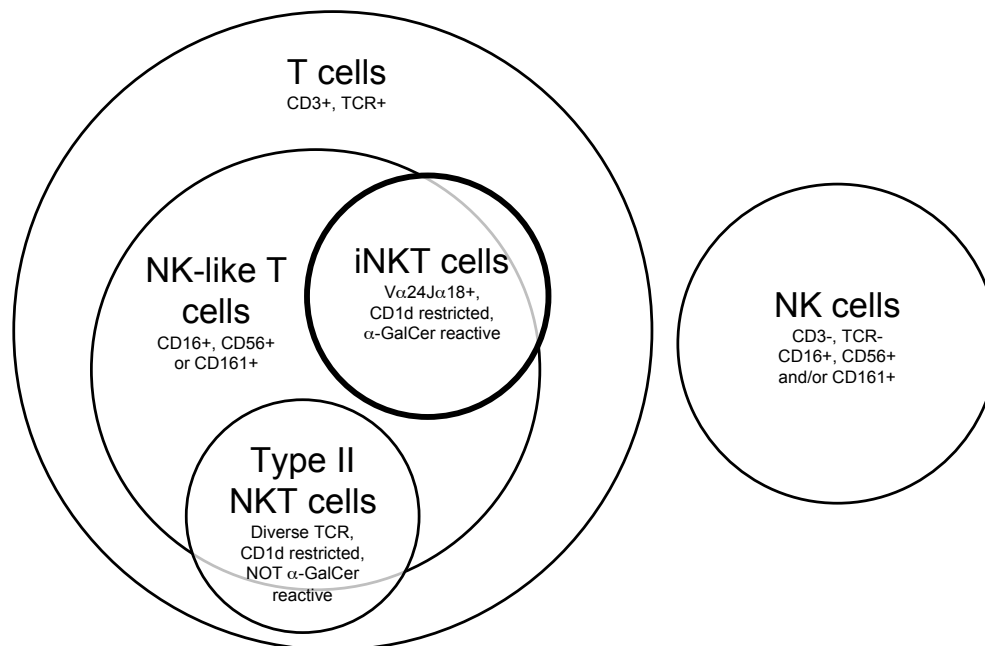 T cells
CD3+, TCR+
NK-like T
cells
CD16+, CD56+
or CD161+
iNKT cells
Vα24Jα18+,
CD1d restricted,
α-GalCer reactive
Type II
NKT cells
Diverse TCR,
CD1d restricted,
NOT α-GalCer
reactive
NK cells
CD3-, TCR-
CD16+, CD56+
and/or CD161+